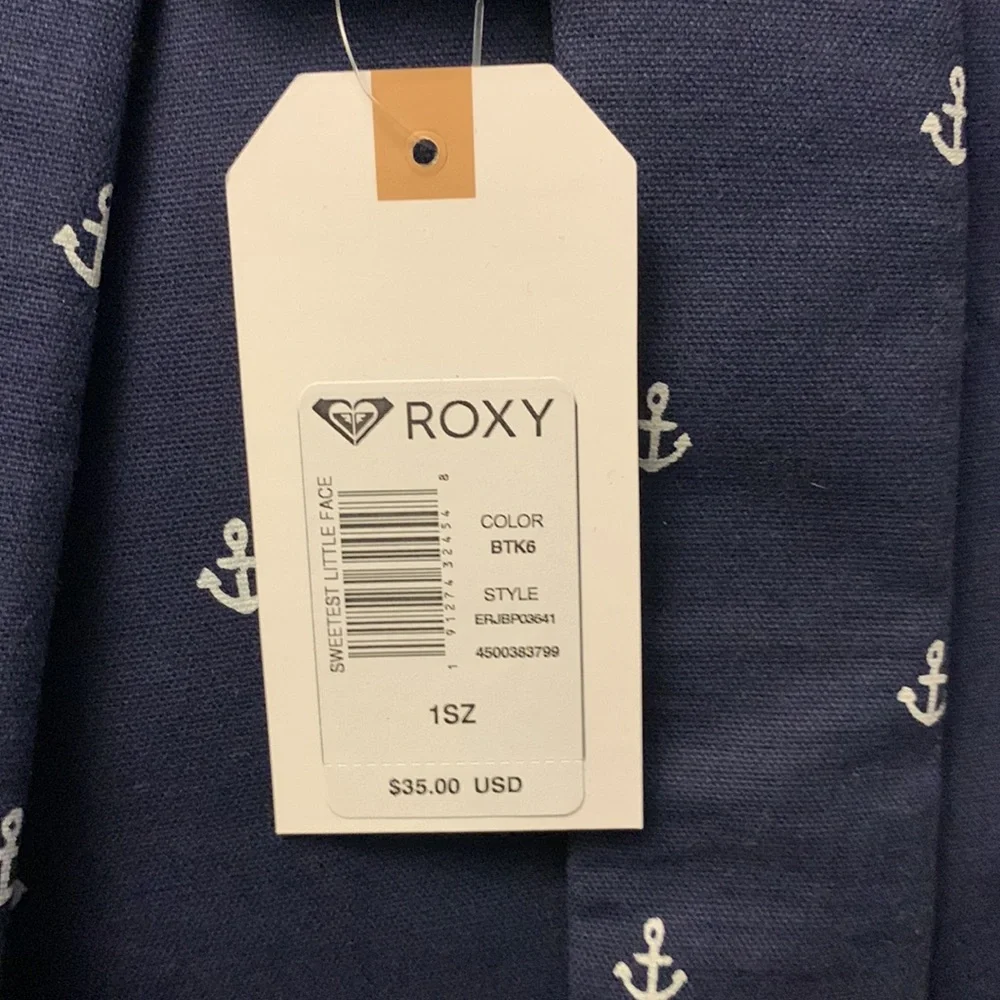 ROXY
SWEETEST LITTLE FACE
1 91274 32454 8
COLOR
BTK6
STYLE
ERJBP03641
4500383799
1SZ
$35.00 USD